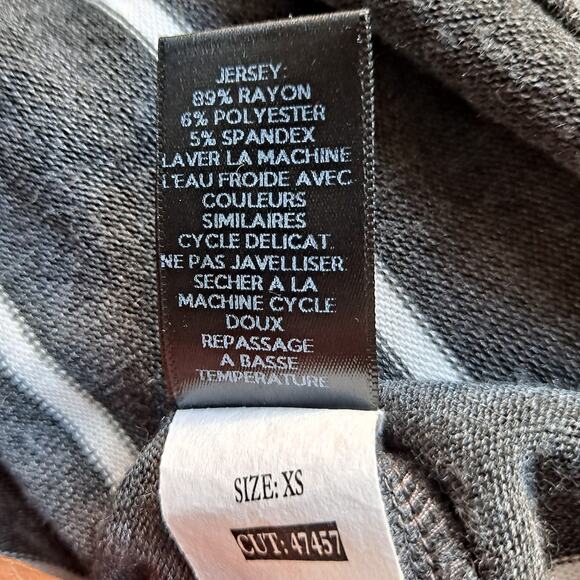 JERSEY:
89% RAYON
6% POLYESTER
5% SPANDEX
LAVER LA MACHINE
L'EAU FROIDE AVEC
COULEURS
SIMILAIRES
CYCLE DELICAT.
NE PAS JAVELLISER.
SECHER A LA
MACHINE CYCLE
DOUX
REPASSAGE
A BASSE
TEMPERATURE
SIZE: XS
CUT: 47457